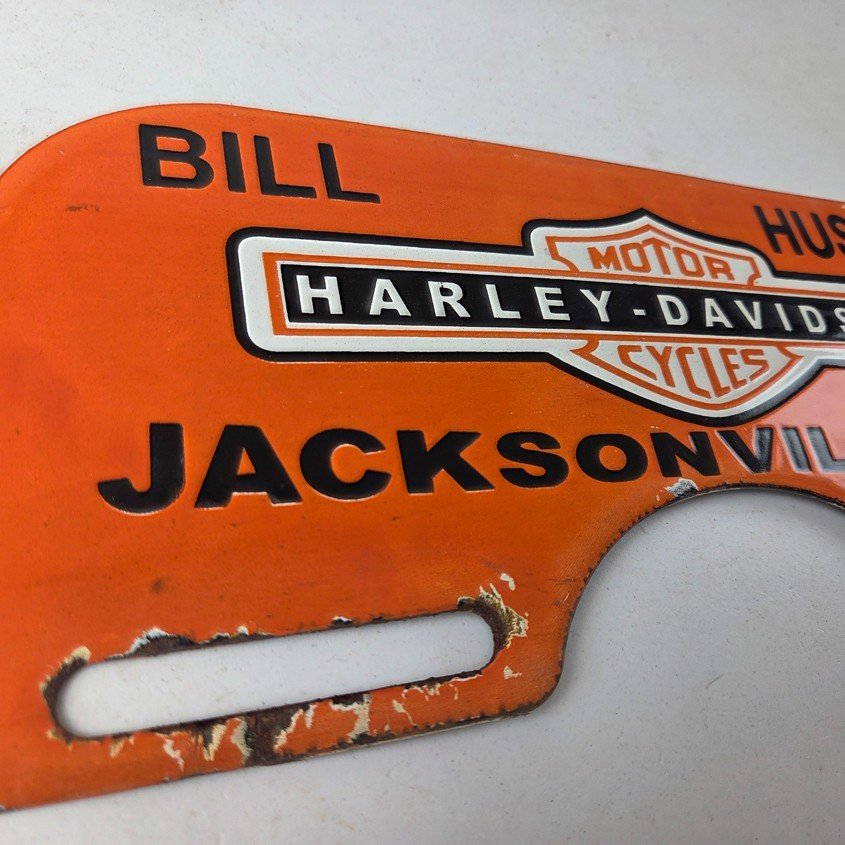 BILL HUS
MOTOR
HARLEY-DAVIDS
CYCLES
JACKSONVIL